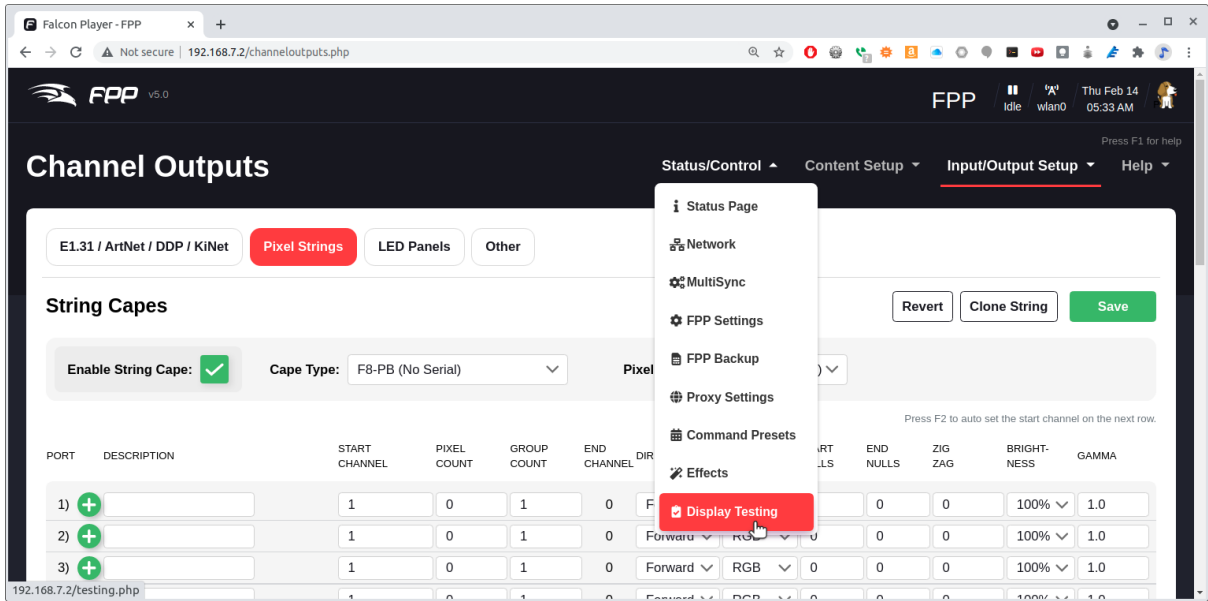 Falcon Player - FPP
Not secure | 192.168.7.2/channeloutputs.php
FPP v5.0
FPP Idle wlan0 Thu Feb 14 05:33 AM
Press F1 for help
Channel Outputs
Status/Control Content Setup Input/Output Setup Help
E1.31 / ArtNet / DDP / KiNet Pixel Strings LED Panels Other
String Capes
Revert Clone String Save
Enable String Cape: Cape Type: F8-PB (No Serial) Pixel
Status Page
Network
MultiSync
FPP Settings
FPP Backup
Proxy Settings
Command Presets
Effects
Display Testing
Press F2 to auto set the start channel on the next row.
PORT DESCRIPTION START CHANNEL PIXEL COUNT GROUP COUNT END CHANNEL DIR END NULLS ZIG ZAG BRIGHT-NESS GAMMA
1) 1 0 1 0 F 0 0 100% 1.0
2) 1 0 1 0 Forward RGB 0 0 0 100% 1.0
3) 1 0 1 0 Forward RGB 0 0 0 100% 1.0
192.168.7.2/testing.php